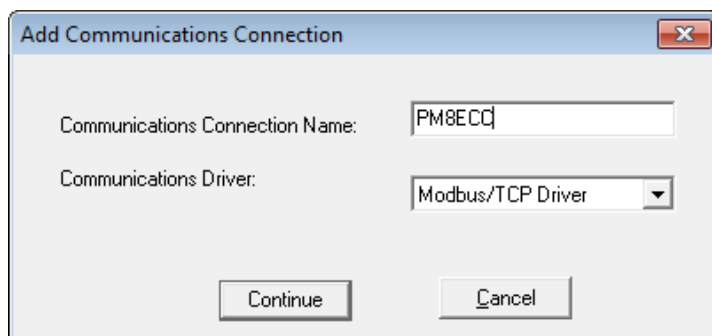 Add Communications Connection
Communications Connection Name: PM8ECC
Communications Driver: Modbus/TCP Driver
Continue Cancel